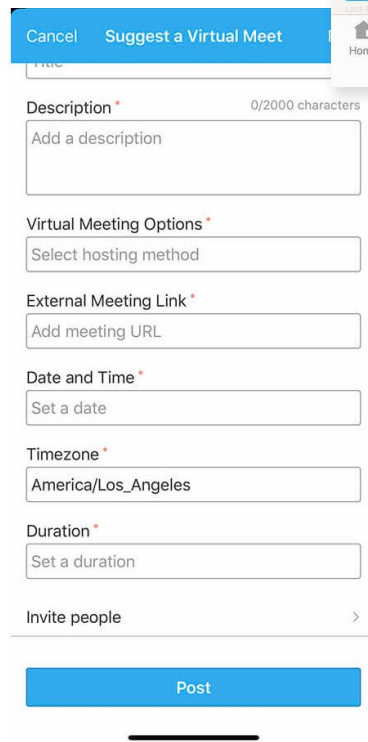 Cancel Suggest a Virtual Meet
Title
Description *
0/2000 characters
Add a description
Virtual Meeting Options *
Select hosting method
External Meeting Link *
Add meeting URL
Date and Time *
Set a date
Timezone *
America/Los_Angeles
Duration *
Set a duration
Invite people
Post